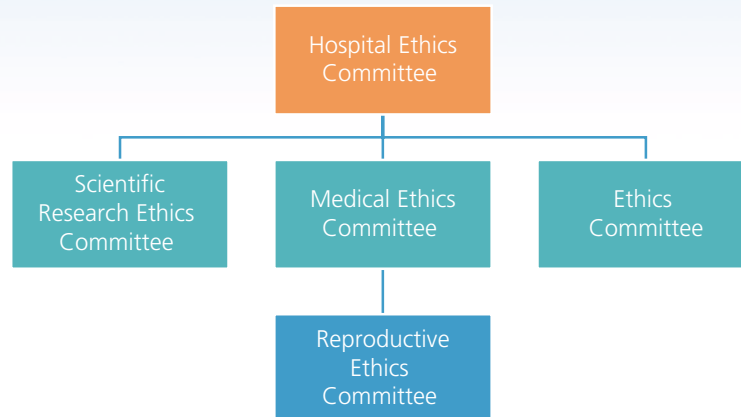 Hospital Ethics
Committee
Scientific
Research Ethics
Committee
Medical Ethics
Committee
Ethics
Committee
Reproductive
Ethics
Committee